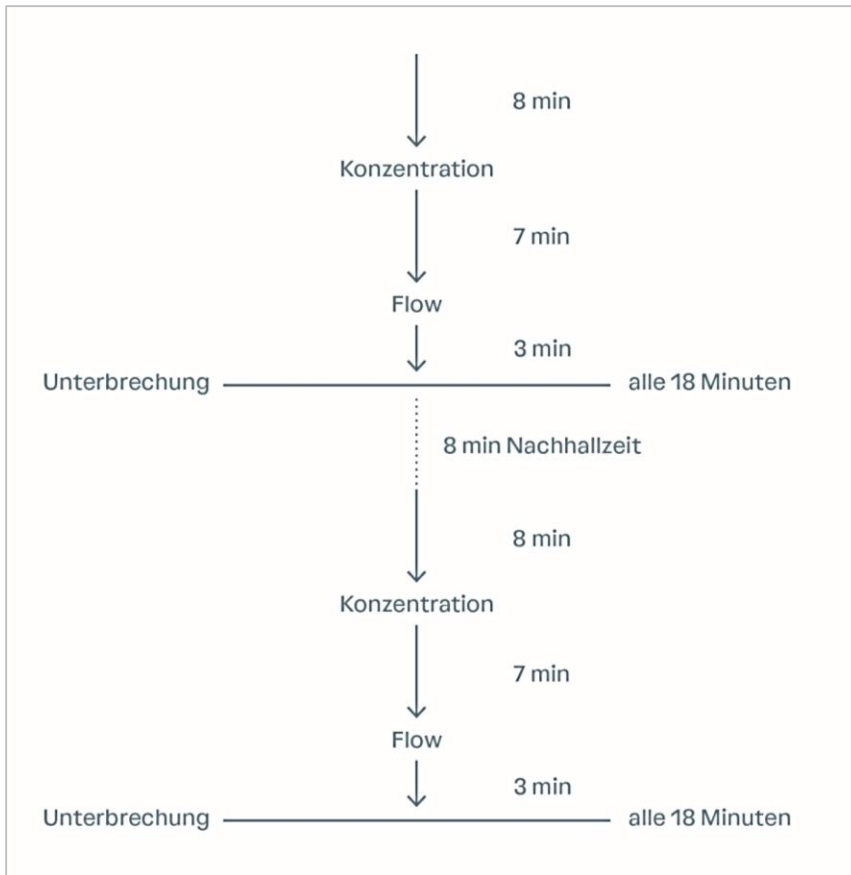 8 min
Konzentration
7 min
Flow
3 min
Unterbrechung alle 18 Minuten
8 min Nachhallzeit
8 min
Konzentration
7 min
Flow
3 min
Unterbrechung alle 18 Minuten